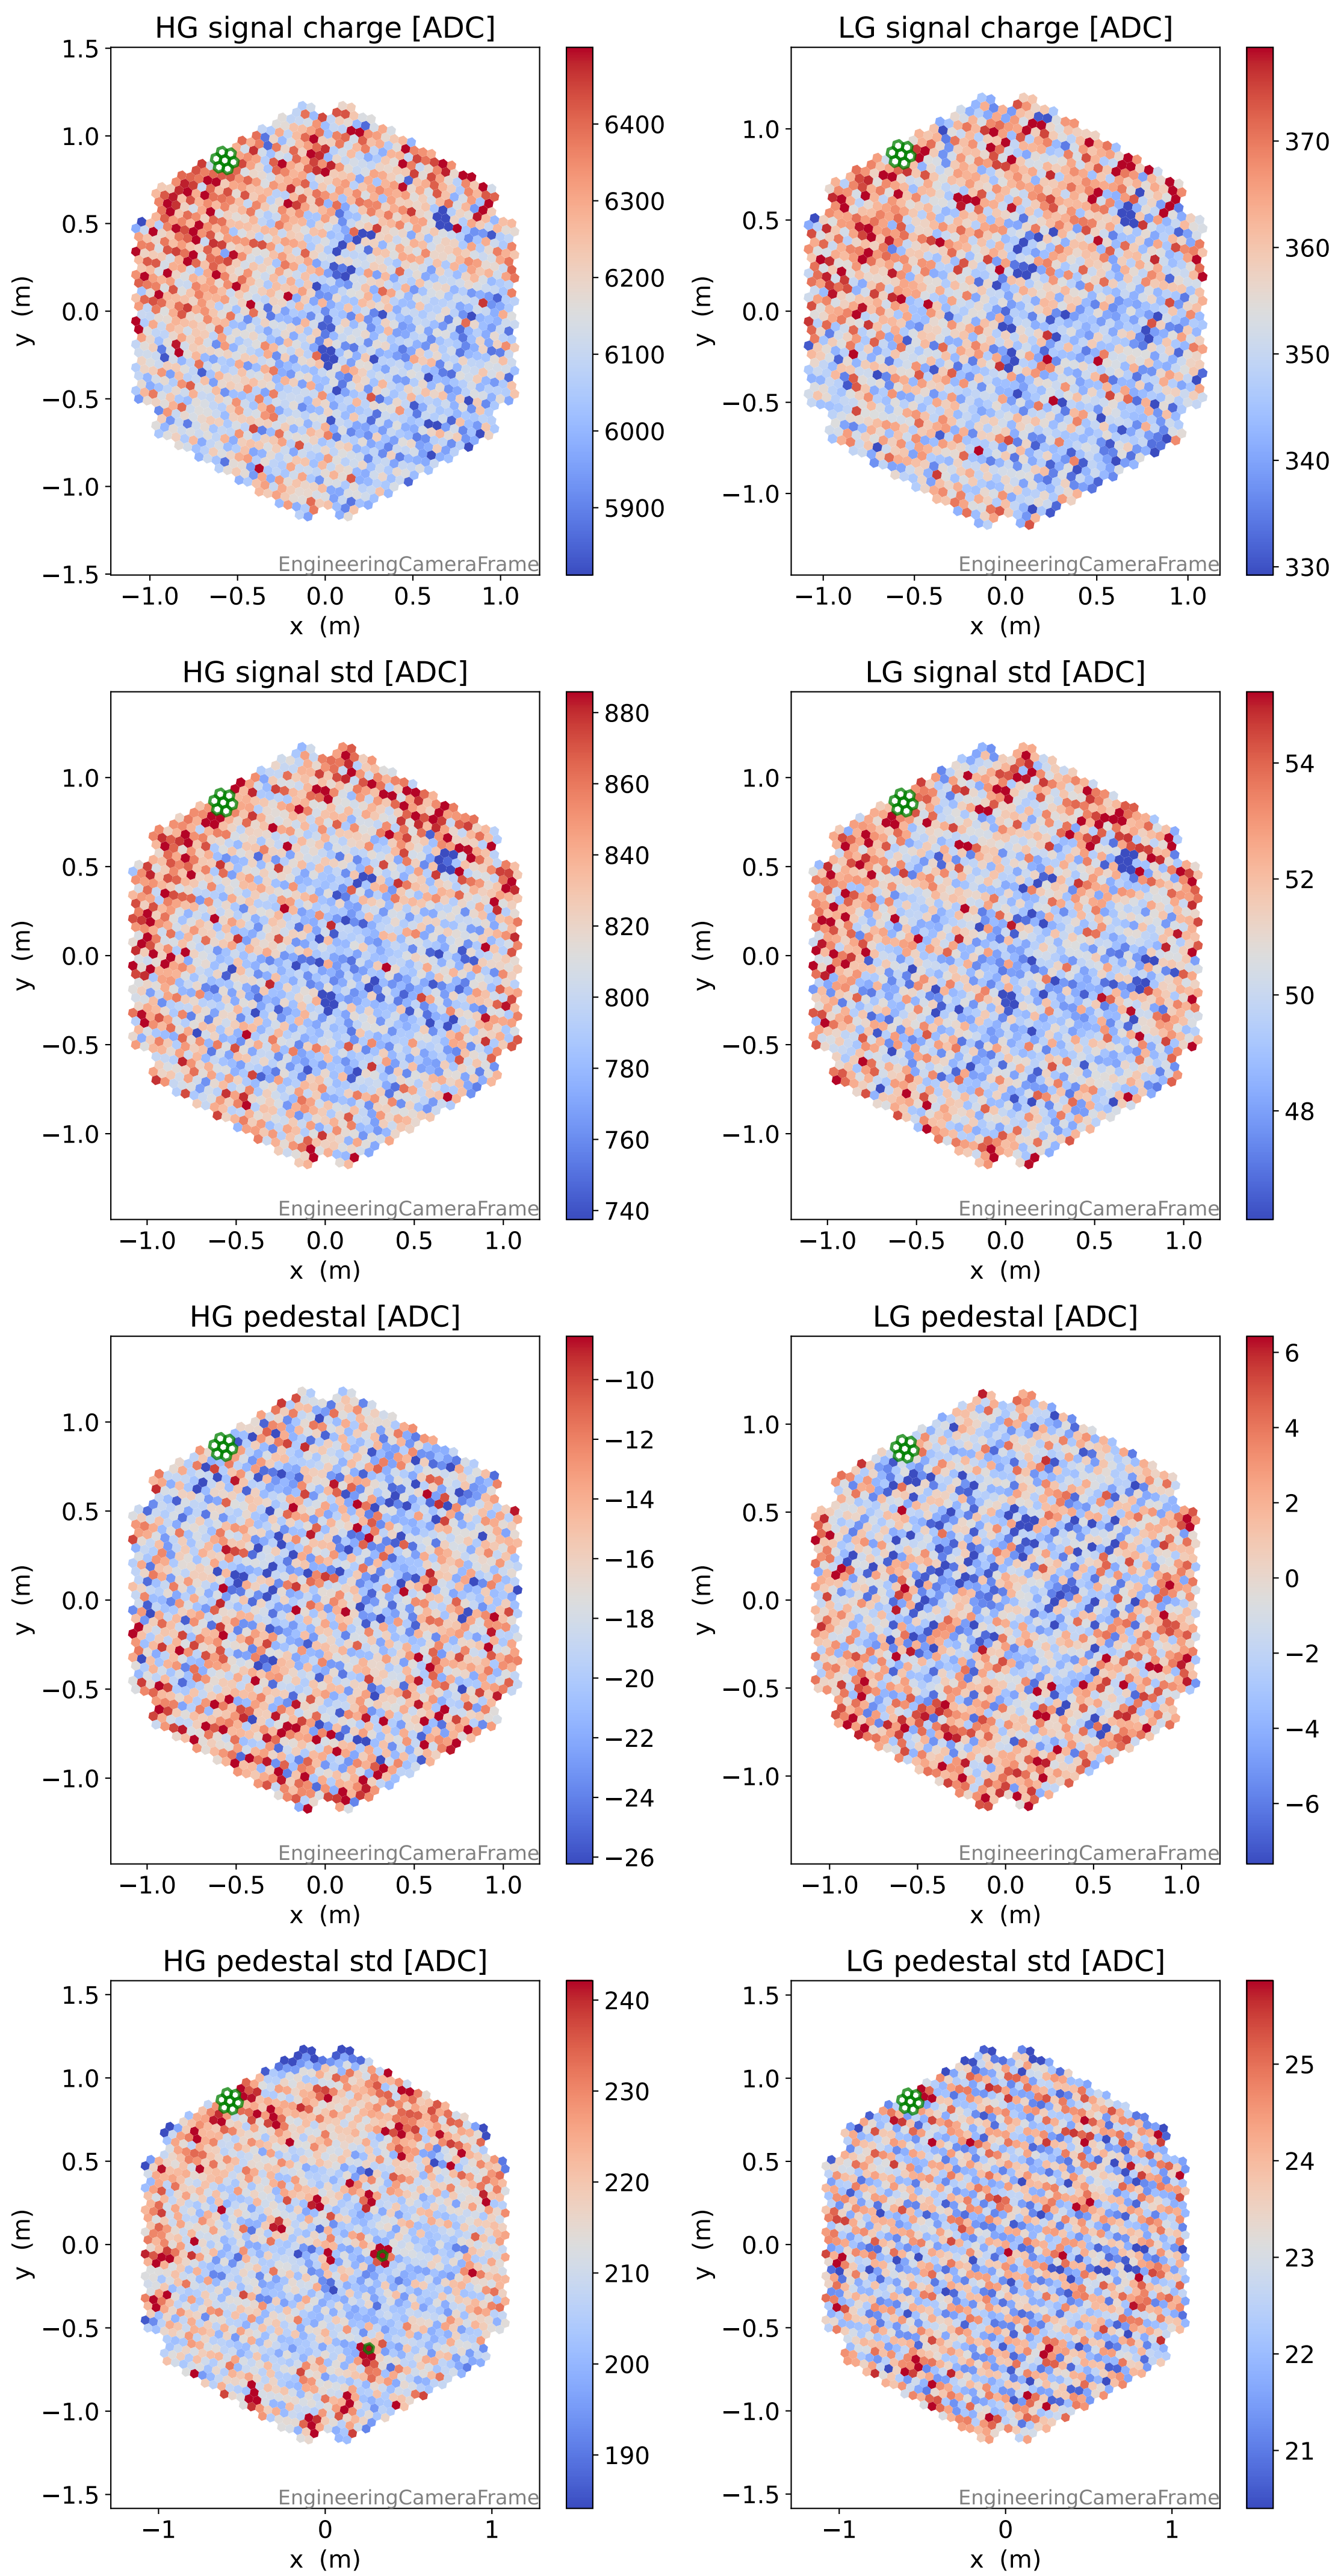 HG signal charge [ADC]
1.5
1.0
0.5
0.0
−0.5
−1.0
−1.5
y (m)
−1.0 −0.5 0.0 0.5 1.0
x (m)
EngineeringCameraFrame
6400
6300
6200
6100
6000
5900
LG signal charge [ADC]
1.0
0.5
0.0
−0.5
−1.0
y (m)
−1.0 −0.5 0.0 0.5 1.0
x (m)
EngineeringCameraFrame
370
360
350
340
330
HG signal std [ADC]
1.0
0.5
0.0
−0.5
−1.0
y (m)
−1.0 −0.5 0.0 0.5 1.0
x (m)
EngineeringCameraFrame
880
860
840
820
800
780
760
740
LG signal std [ADC]
1.0
0.5
0.0
−0.5
−1.0
y (m)
−1.0 −0.5 0.0 0.5 1.0
x (m)
EngineeringCameraFrame
54
52
50
48
HG pedestal [ADC]
1.0
0.5
0.0
−0.5
−1.0
y (m)
−1.0 −0.5 0.0 0.5 1.0
x (m)
EngineeringCameraFrame
−10
−12
−14
−16
−18
−20
−22
−24
−26
LG pedestal [ADC]
1.0
0.5
0.0
−0.5
−1.0
y (m)
−1.0 −0.5 0.0 0.5 1.0
x (m)
EngineeringCameraFrame
6
4
2
0
−2
−4
−6
HG pedestal std [ADC]
1.5
1.0
0.5
0.0
−0.5
−1.0
−1.5
y (m)
−1 0 1
x (m)
EngineeringCameraFrame
240
230
220
210
200
190
LG pedestal std [ADC]
1.5
1.0
0.5
0.0
−0.5
−1.0
−1.5
y (m)
−1 0 1
x (m)
EngineeringCameraFrame
25
24
23
22
21